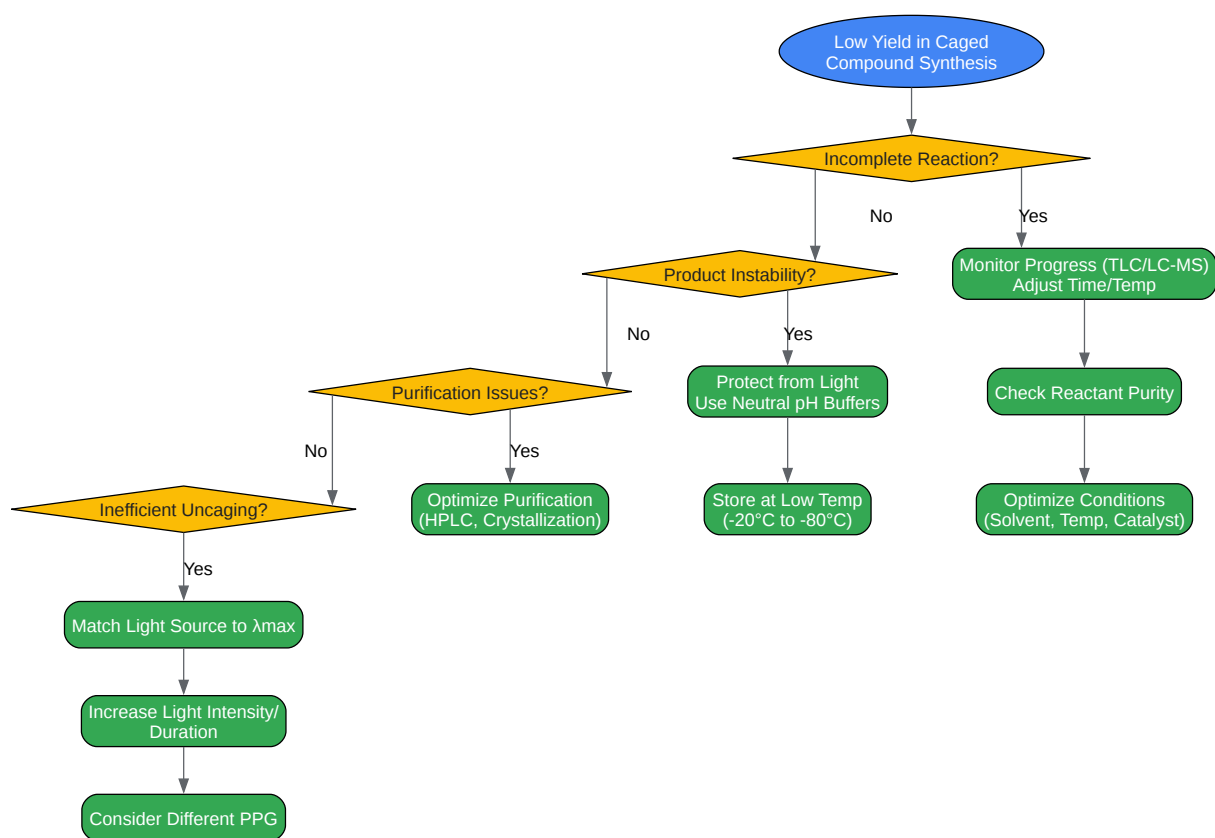 Low Yield in Caged
Compound Synthesis
Incomplete Reaction?
No
Yes
Product Instability?
Monitor Progress (TLC/LC-MS)
Adjust Time/Temp
No
Yes
Purification Issues?
Protect from Light
Use Neutral pH Buffers
Check Reactant Purity
No
Yes
Inefficient Uncaging?
Optimize Purification
(HPLC, Crystallization)
Store at Low Temp
(-20°C to -80°C)
Optimize Conditions
(Solvent, Temp, Catalyst)
Yes
Match Light Source to λmax
Increase Light Intensity/
Duration
Consider Different PPG